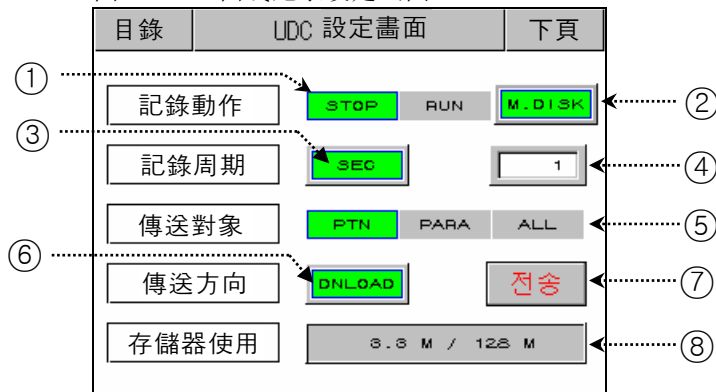 目錄 UDC 設定畫面 下頁
① 記錄動作 STOP RUN M.DISK ②
③ 記錄周期 SEC 1 ④
傳送對象 PTN PARA ALL ⑤
⑥ 傳送方向 DNLOAD 전송 ⑦
存儲器使用 3.3 M / 128 M ⑧